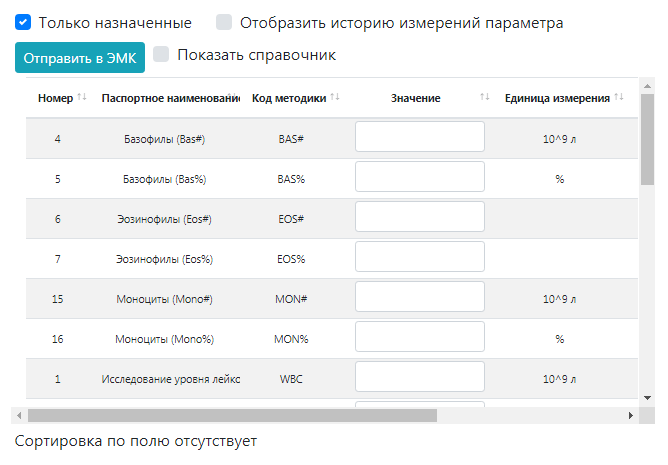 Только назначенные Отобразить историю измерений параметра
Отправить в ЭМК Показать справочник
Номер Паспортное наименование Код методики Значение Единица измерения
4 Базофилы (Bas#) BAS# 10^9 л
5 Базофилы (Bas%) BAS% %
6 Эозинофилы (Eos#) EOS#
7 Эозинофилы (Eos%) EOS%
15 Моноциты (Mono#) MON# 10^9 л
16 Моноциты (Mono%) MON% %
1 Исследование уровня лейкс WBC 10^9 л
Сортировка по полю отсутствует